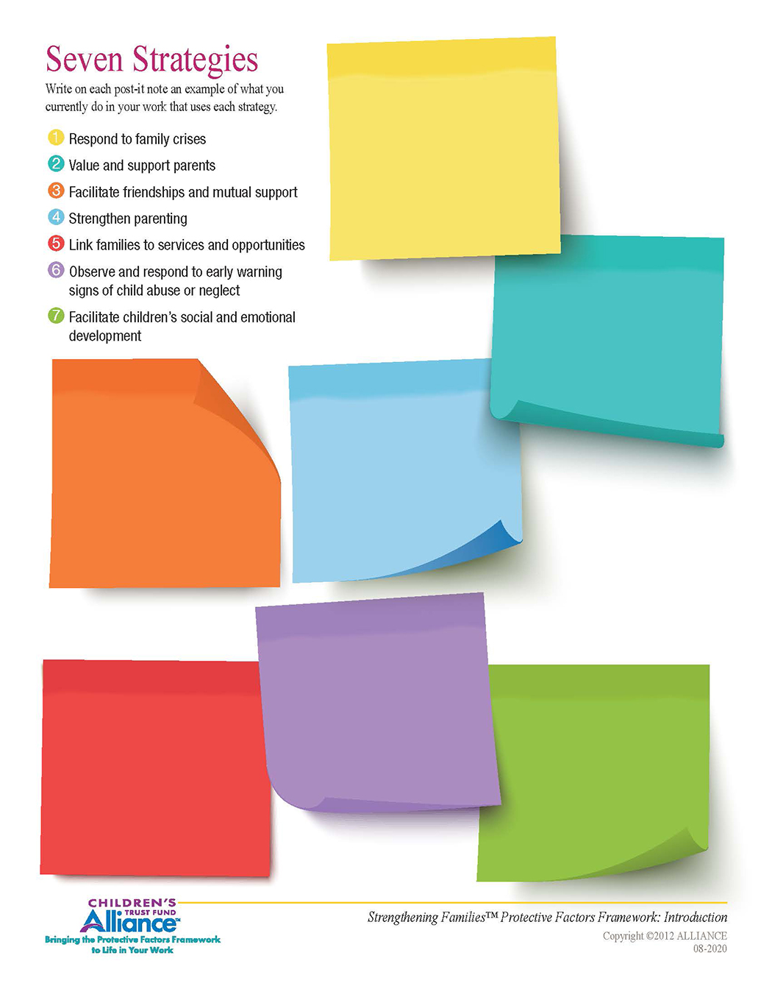 Seven Strategies
Write on each post-it note an example of what you
currently do in your work that uses each strategy.
1 Respond to family crises
2 Value and support parents
3 Facilitate friendships and mutual support
4 Strengthen parenting
5 Link families to services and opportunities
6 Observe and respond to early warning
signs of child abuse or neglect
7 Facilitate children's social and emotional
development
CHILDREN'S
TRUST FUND
Alliance™
Bringing the Protective Factors Framework
to Life in Your Work
Strengthening Families™ Protective Factors Framework: Introduction
Copyright ©2012 ALLIANCE
08-2020